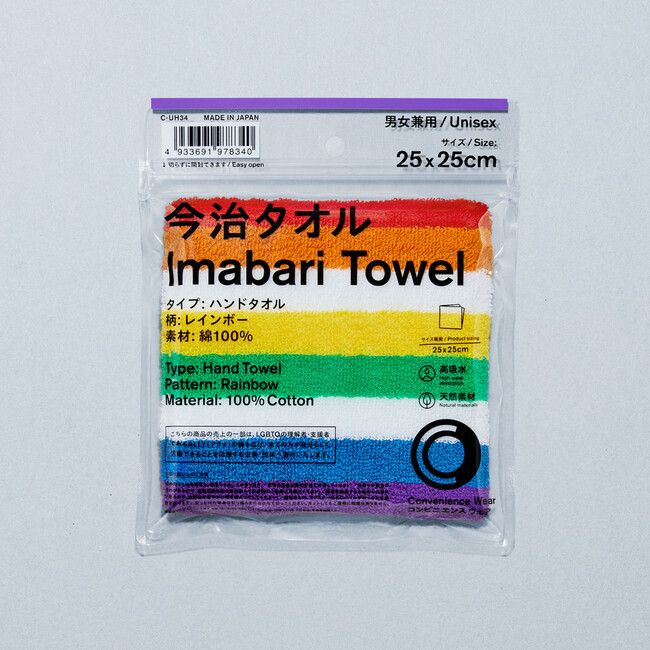 C-UH34 MADE IN JAPAN
4 933691 978340
切らずに開封できます / Easy open
男女兼用 / Unisex
サイズ / Size:
25 x 25cm
今治タオル
Imabari Towel
タイプ: ハンドタオル
柄: レインボー
素材: 綿100%
Type: Hand Towel
Pattern: Rainbow
Material: 100% Cotton
サイズ兼用 / Product sizing
25x25cm
高吸水
High water
absorption
天然素材
Natural materials
こちらの商品の売上の一部は、LGBTQの理解者・支援者
Convenience Wear
コンビニエンス ウェア